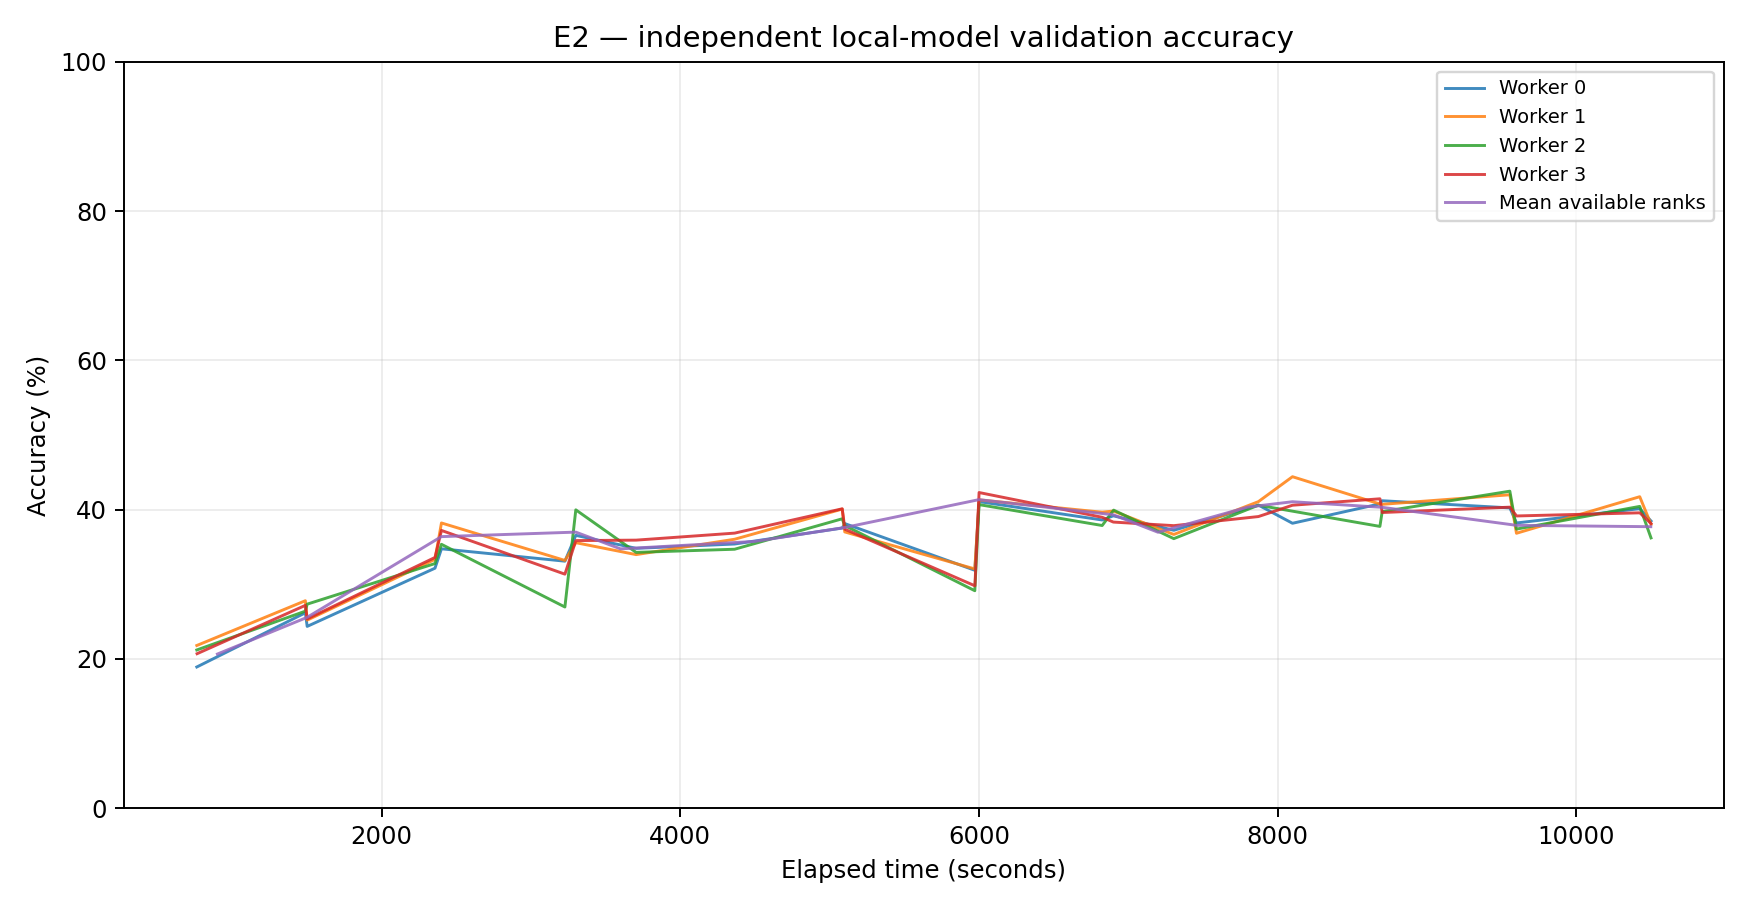 E2 — independent local-model validation accuracy
100
80
60
40
20
0
Accuracy (%)
2000
4000
6000
8000
10000
Elapsed time (seconds)
Worker 0
Worker 1
Worker 2
Worker 3
Mean available ranks